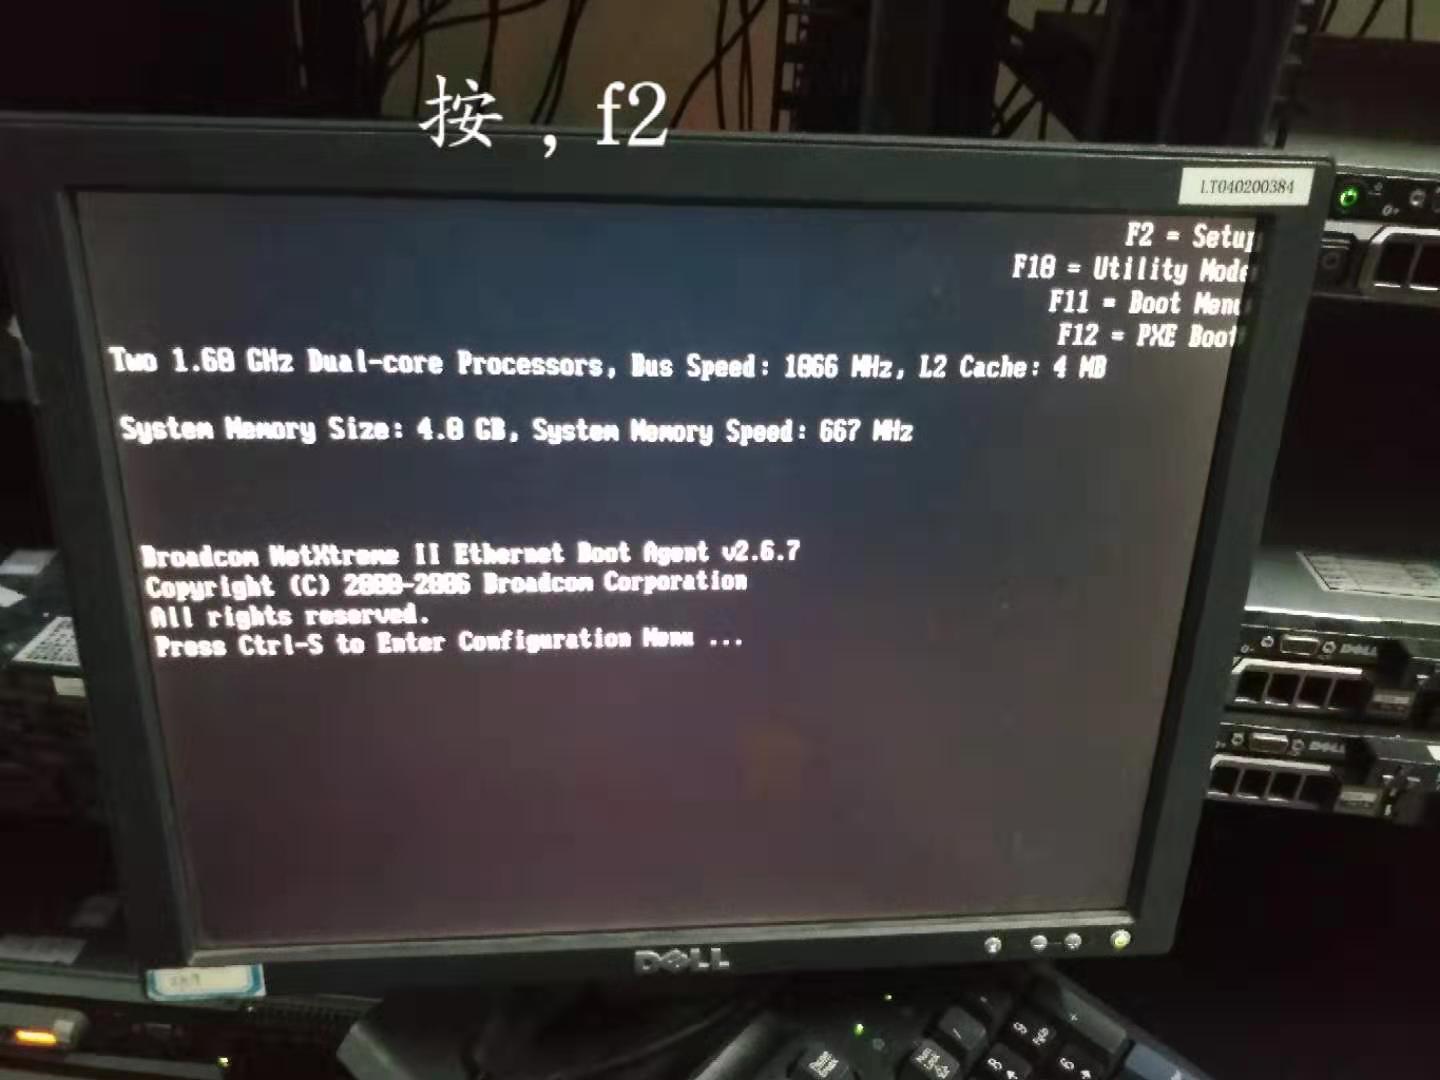 按，f2
LT040200384
F2 = Setup
F10 = Utility Mode
F11 = Boot Menu
F12 = PXE Boot
Two 1.60 GHz Dual-core Processors, Bus Speed: 1066 MHz, L2 Cache: 4 MB
System Memory Size: 4.0 GB, System Memory Speed: 667 MHz
Broadcom NetXtreme II Ethernet Boot Agent v2.6.7
Copyright (C) 2000-2006 Broadcom Corporation
All rights reserved.
Press Ctrl-S to Enter Configuration Menu ...
DELL
DELL
DELL